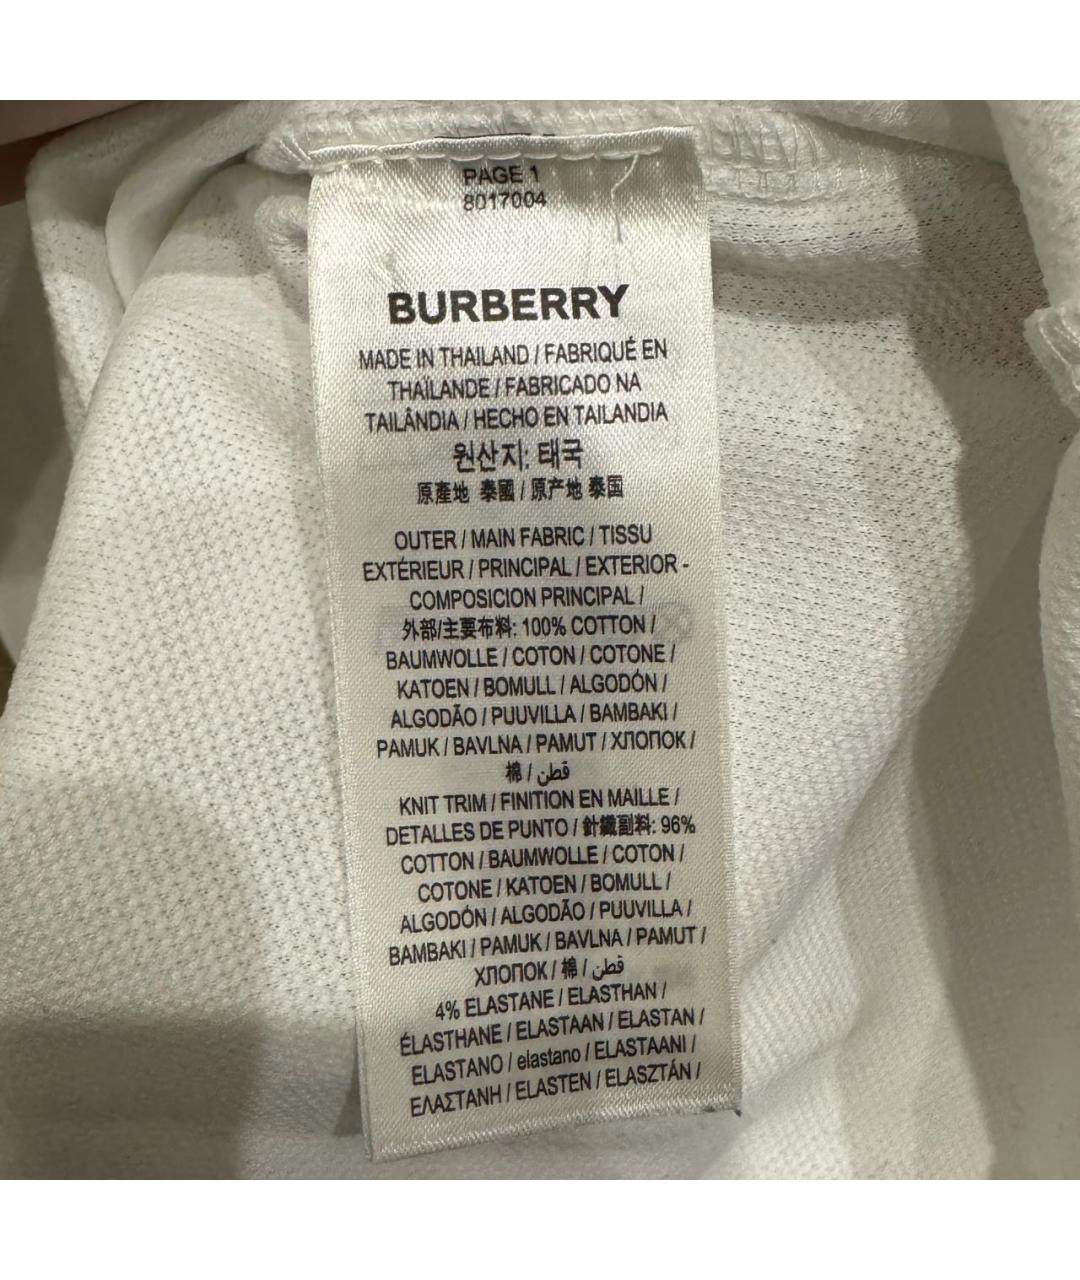 PAGE 1
8017004
BURBERRY
MADE IN THAILAND / FABRIQUÉ EN
THAÏLANDE / FABRICADO NA
TAILÂNDIA / HECHO EN TAILANDIA
원산지: 태국
原產地 泰國 / 原产地 泰国
OUTER / MAIN FABRIC / TISSU
EXTÉRIEUR / PRINCIPAL / EXTERIOR -
COMPOSICION PRINCIPAL /
外部/主要布料: 100% COTTON /
BAUMWOLLE / COTON / COTONE /
KATOEN / BOMULL / ALGODÓN /
ALGODÃO / PUUVILLA / BAMBAKI /
PAMUK / BAVLNA / PAMUT / ХЛОПОК /
棉 / قطن
KNIT TRIM / FINITION EN MAILLE /
DETALLES DE PUNTO / 針織副料: 96%
COTTON / BAUMWOLLE / COTON /
COTONE / KATOEN / BOMULL /
ALGODÓN / ALGODÃO / PUUVILLA /
BAMBAKI / PAMUK / BAVLNA / PAMUT /
ХЛОПОК / 棉 / قطن
4% ELASTANE / ELASTHAN /
ÉLASTHANE / ELASTAAN / ELASTAN /
ELASTANO / elastano / ELASTAANI /
ΕΛΑΣΤΑΝΗ / ELASTEN / ELASZTÁN /